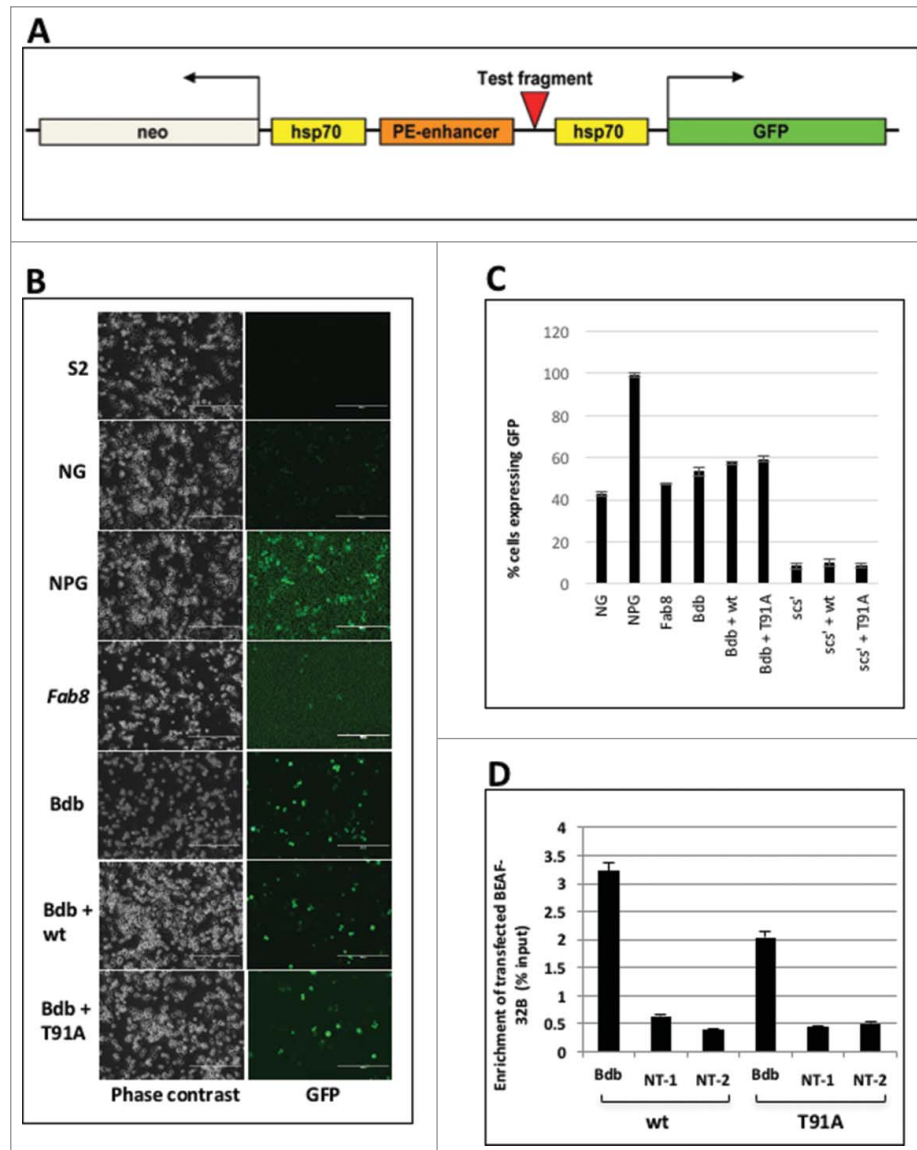 A
Test fragment
neo
hsp70
PE-enhancer
hsp70
GFP
B
S2
NG
NPG
Fab8
Bdb
Bdb +
wt
Bdb +
T91A
Phase contrast
GFP
C
% cells expressing GFP
120
100
80
60
40
20
0
NG
NPG
Fab8
Bdb
Bdb + wt
Bdb + T91A
scs'
scs' + wt
scs' + T91A
D
Enrichment of transfected BEAF-
32B (% input)
4
3.5
3
2.5
2
1.5
1
0.5
0
Bdb
NT-1
NT-2
Bdb
NT-1
NT-2
wt
T91A